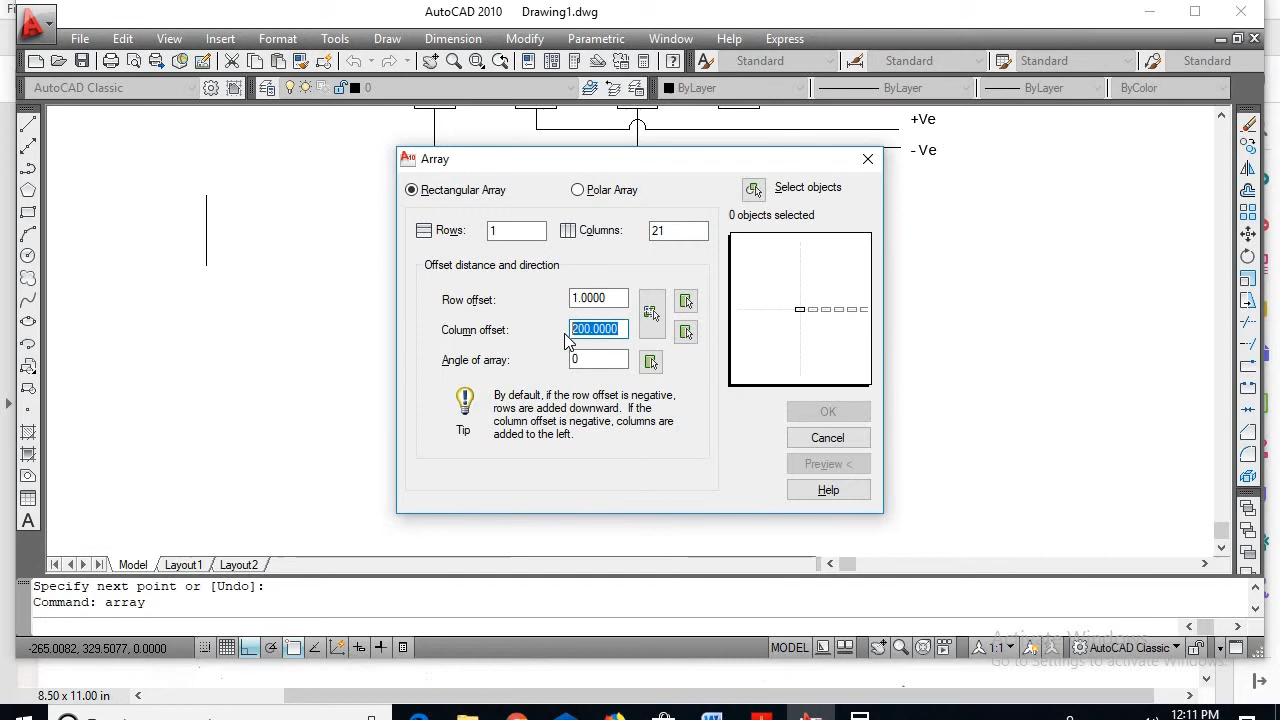 AutoCAD 2010 Drawing1.dwg
File Edit View Insert Format Tools Draw Dimension Modify Parametric Window Help Express
Standard Standard Standard Standard
AutoCAD Classic 0 ByLayer ByLayer ByLayer ByColor
+Ve
-Ve
A10 Array
Rectangular Array Polar Array Select objects
0 objects selected
Rows: 1 Columns: 21
Offset distance and direction
Row offset: 1.0000
Column offset: 200.0000
Angle of array: 0
By default, if the row offset is negative,
rows are added downward. If the
column offset is negative, columns are
added to the left.
Tip
OK
Cancel
Preview <
Help
Model Layout1 Layout2
Specify next point or [Undo]:
Command: array
-265.0082, 329.5077, 0.0000 MODEL 1:1 AutoCAD Classic
Activate Windows
Go to Settings to activate Windows.
8.50 x 11.00 in
12:11 PM